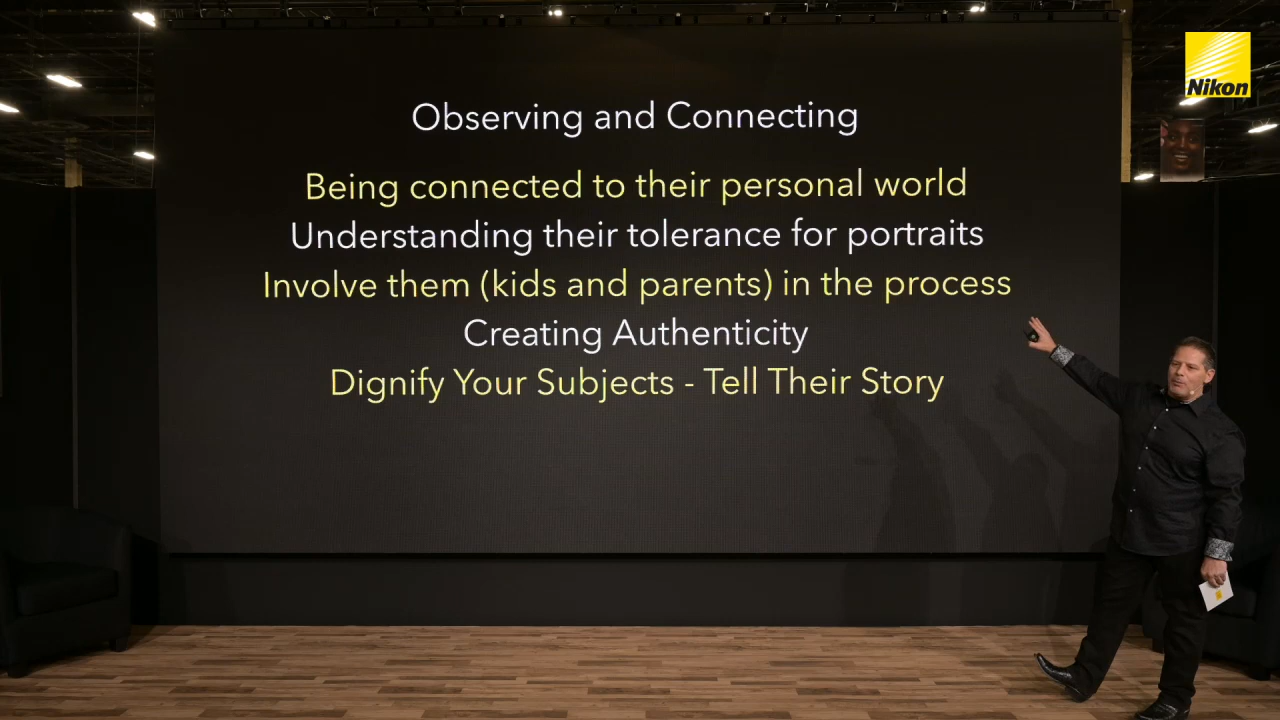 Nikon
Observing and Connecting
Being connected to their personal world
Understanding their tolerance for portraits
Involve them (kids and parents) in the process
Creating Authenticity
Dignify Your Subjects - Tell Their Story